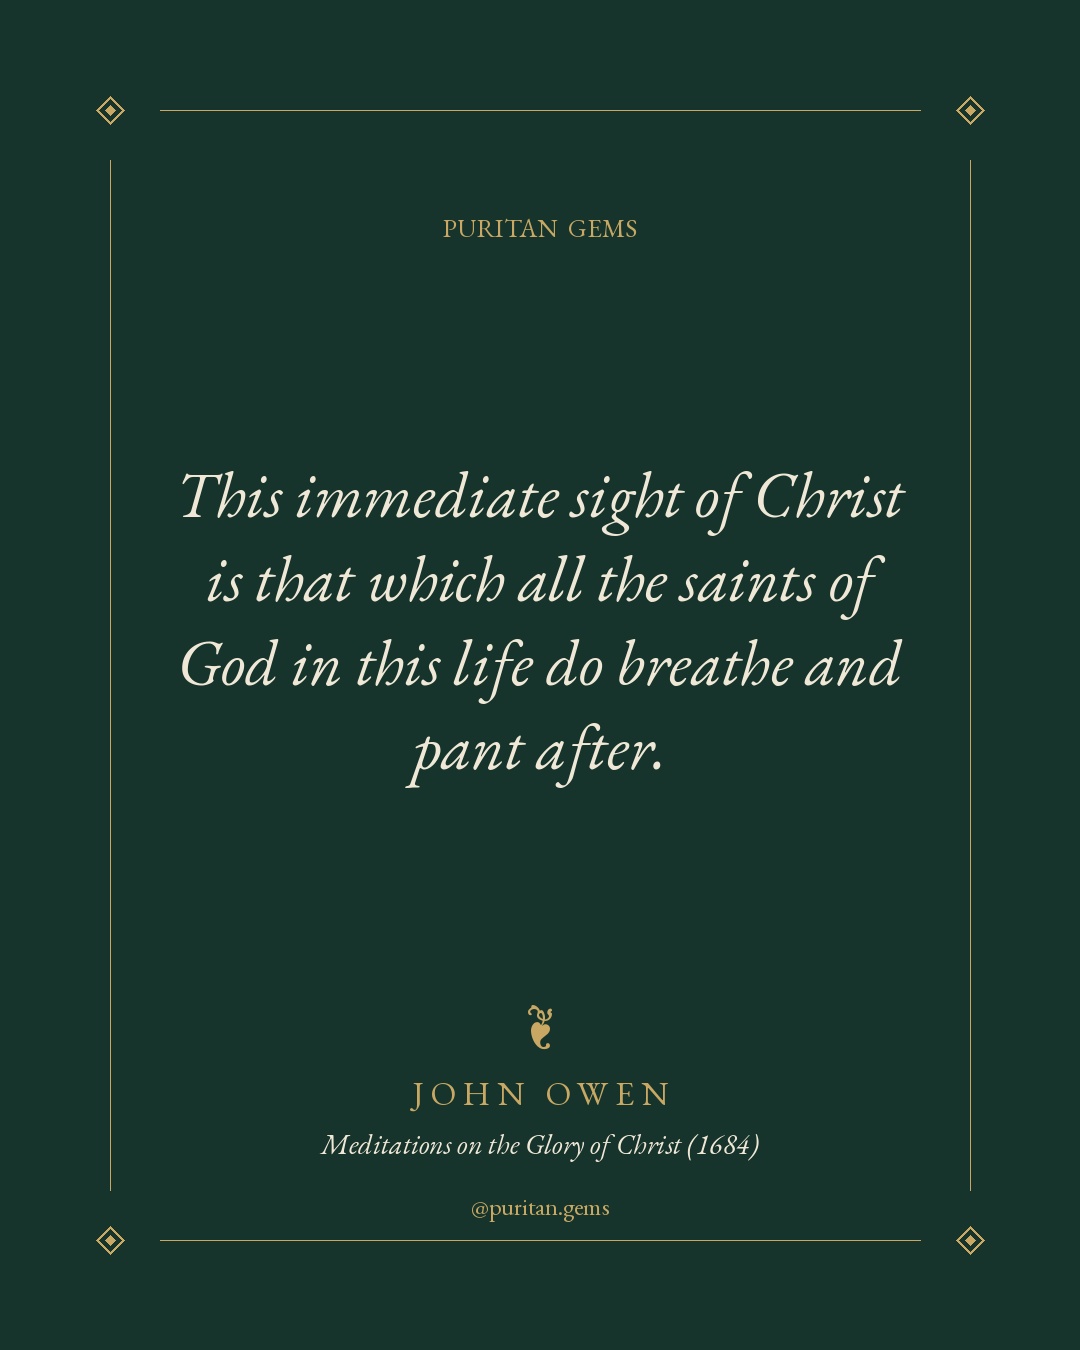 PURITAN GEMS
This immediate sight of Christ
is that which all the saints of
God in this life do breathe and
pant after.
❦
JOHN OWEN
Meditations on the Glory of Christ (1684)
@puritan.gems